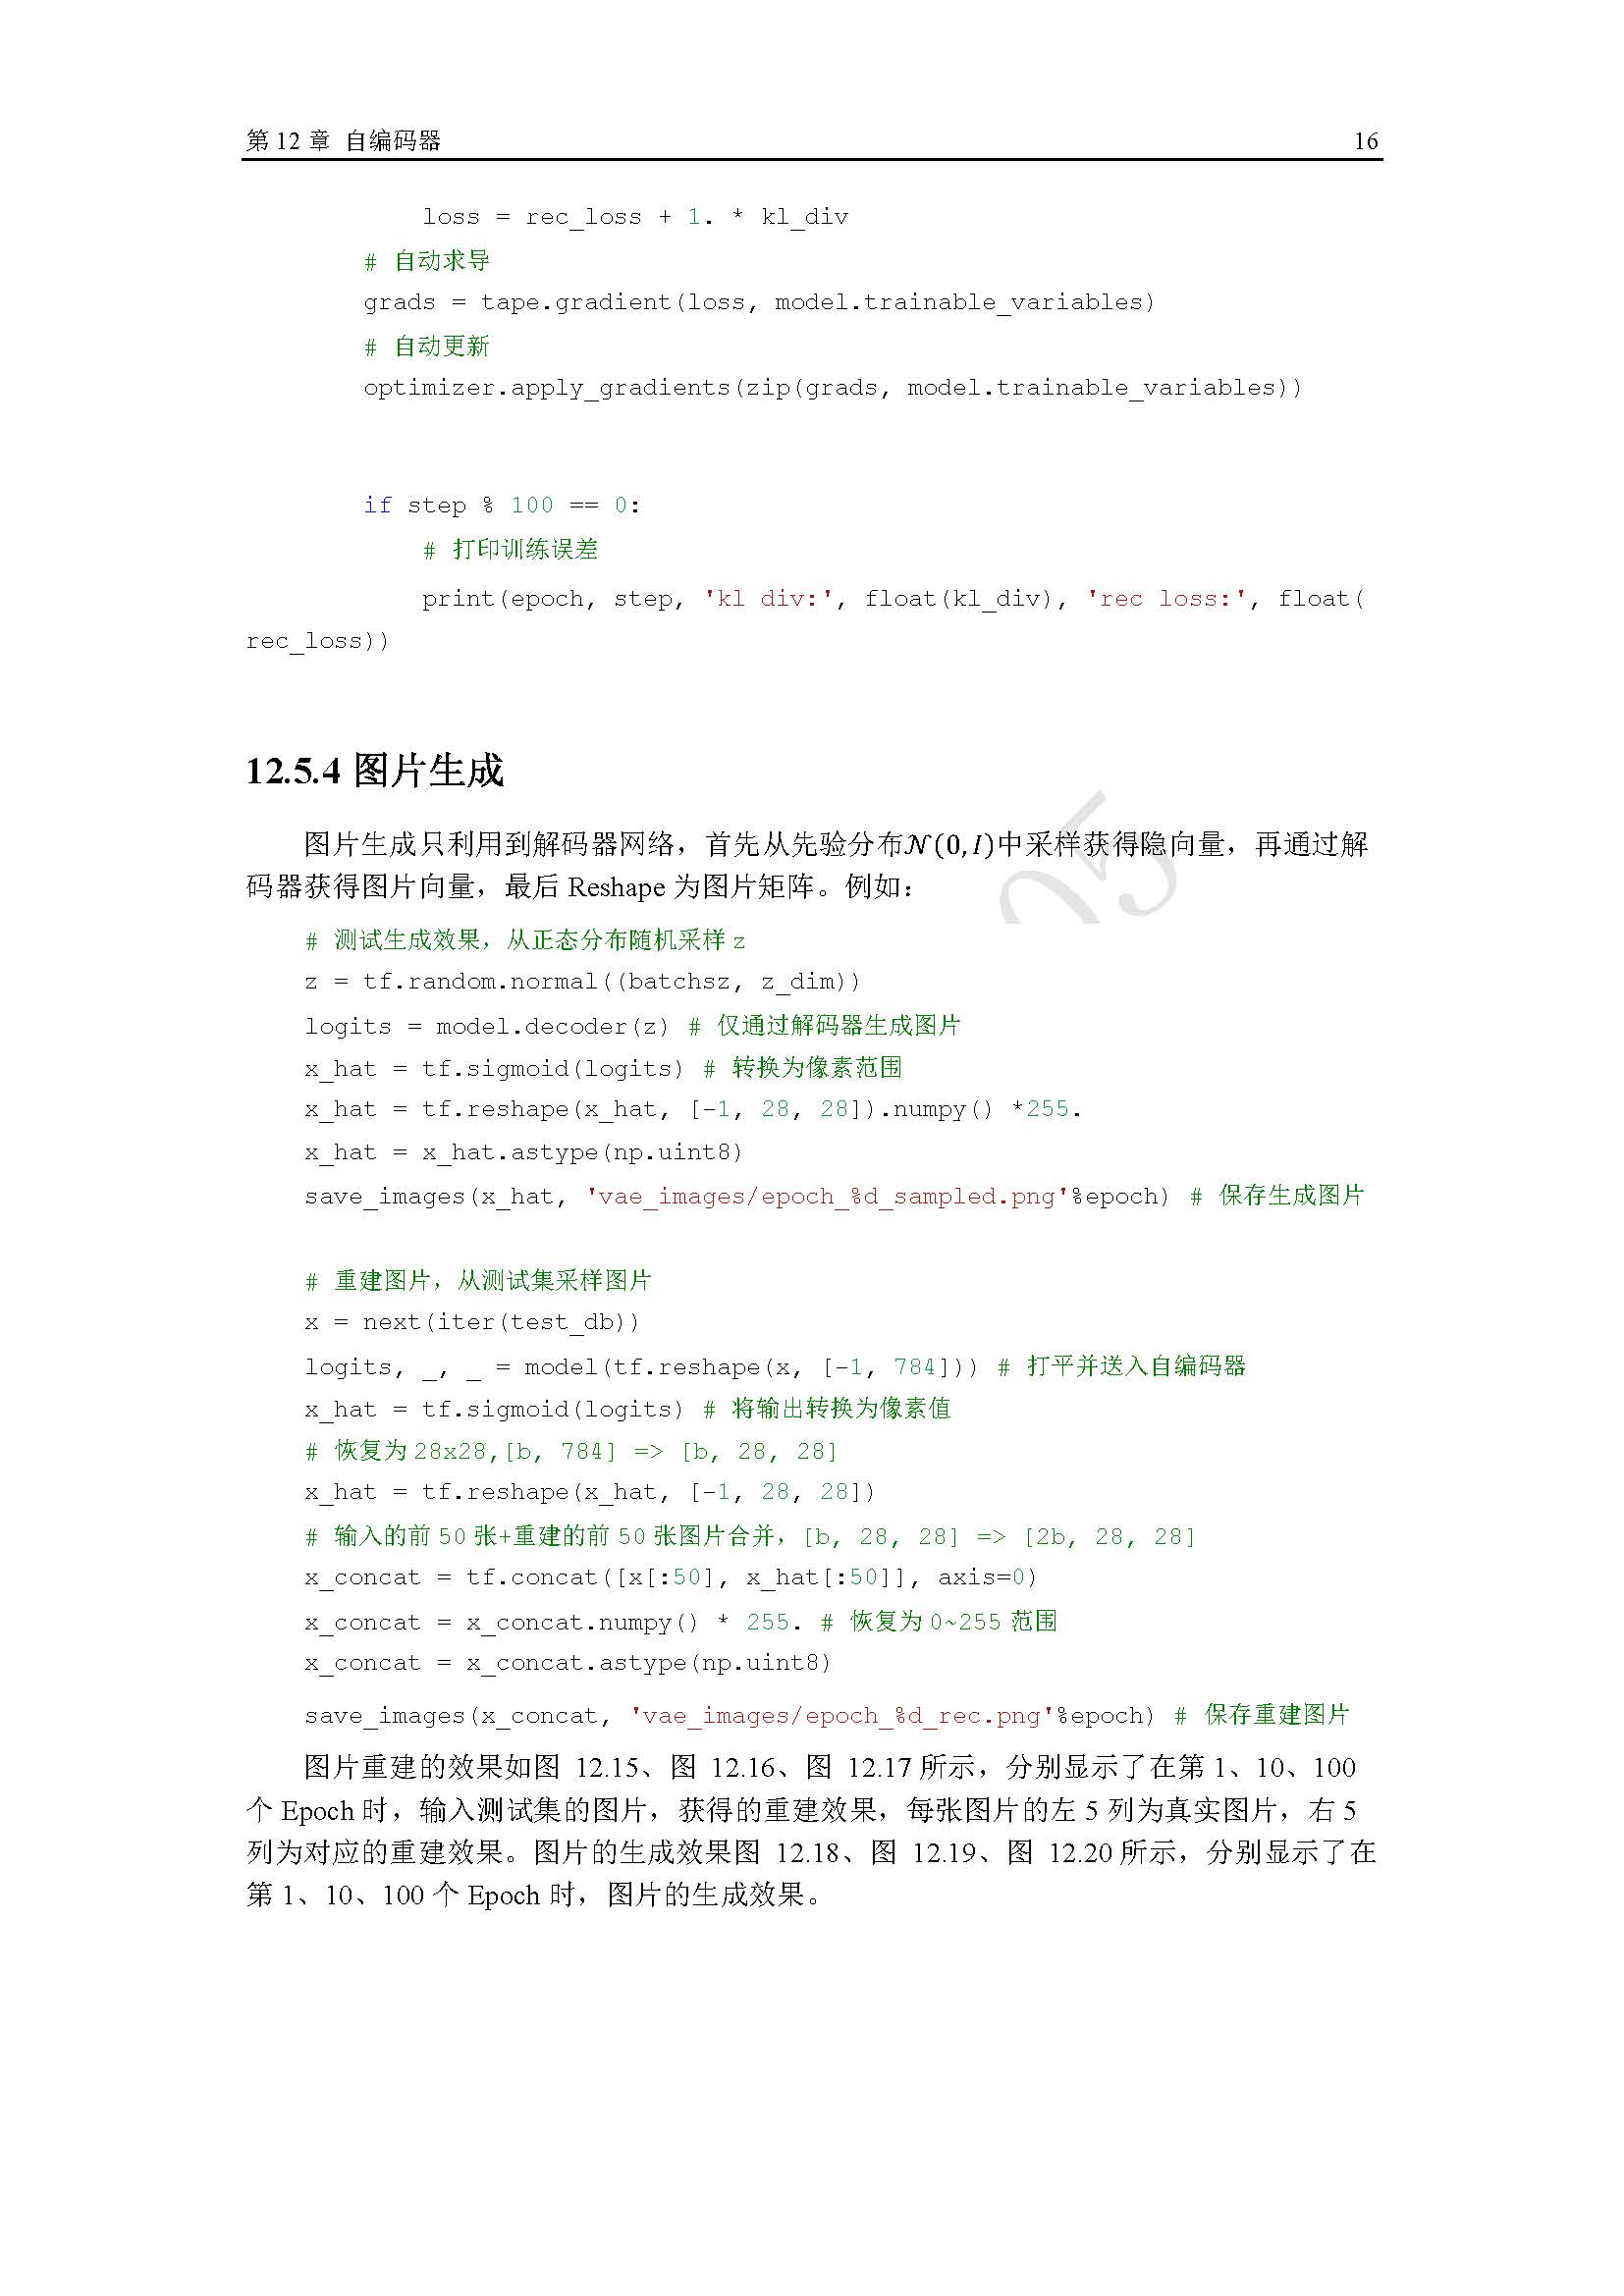 第 12 章 自编码器 16
loss = rec_loss + 1. * kl_div
# 自动求导
grads = tape.gradient(loss, model.trainable_variables)
# 自动更新
optimizer.apply_gradients(zip(grads, model.trainable_variables))
if step % 100 == 0:
# 打印训练误差
print(epoch, step, 'kl div:', float(kl_div), 'rec loss:', float(
rec_loss))
12.5.4 图片生成
图片生成只利用到解码器网络，首先从先验分布𝒩(0, I)中采样获得隐向量，再通过解
码器获得图片向量，最后 Reshape 为图片矩阵。例如：
# 测试生成效果，从正态分布随机采样 z
z = tf.random.normal((batchsz, z_dim))
logits = model.decoder(z) # 仅通过解码器生成图片
x_hat = tf.sigmoid(logits) # 转换为像素范围
x_hat = tf.reshape(x_hat, [-1, 28, 28]).numpy() *255.
x_hat = x_hat.astype(np.uint8)
save_images(x_hat, 'vae_images/epoch_%d_sampled.png'%epoch) # 保存生成图片
# 重建图片，从测试集采样图片
x = next(iter(test_db))
logits, _, _ = model(tf.reshape(x, [-1, 784])) # 打平并送入自编码器
x_hat = tf.sigmoid(logits) # 将输出转换为像素值
# 恢复为 28x28,[b, 784] => [b, 28, 28]
x_hat = tf.reshape(x_hat, [-1, 28, 28])
# 输入的前 50 张+重建的前 50 张图片合并，[b, 28, 28] => [2b, 28, 28]
x_concat = tf.concat([x[:50], x_hat[:50]], axis=0)
x_concat = x_concat.numpy() * 255. # 恢复为 0~255 范围
x_concat = x_concat.astype(np.uint8)
save_images(x_concat, 'vae_images/epoch_%d_rec.png'%epoch) # 保存重建图片
图片重建的效果如图 12.15、图 12.16、图 12.17 所示，分别显示了在第 1、10、100
个 Epoch 时，输入测试集的图片，获得的重建效果，每张图片的左 5 列为真实图片，右 5
列为对应的重建效果。图片的生成效果图 12.18、图 12.19、图 12.20 所示，分别显示了在
第 1、10、100 个 Epoch 时，图片的生成效果。